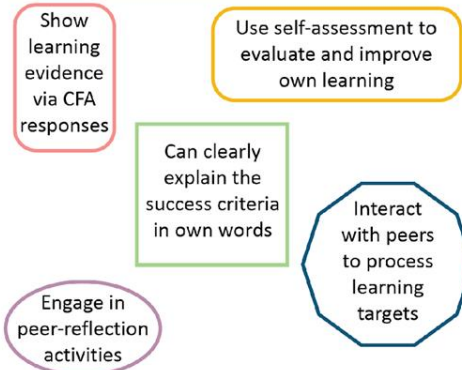 Show
learning
evidence
via CFA
responses
Use self-assessment to
evaluate and improve
own learning
Can clearly
explain the
success criteria
in own words
Interact
with peers
to process
learning
targets
Engage in
peer-reflection
activities